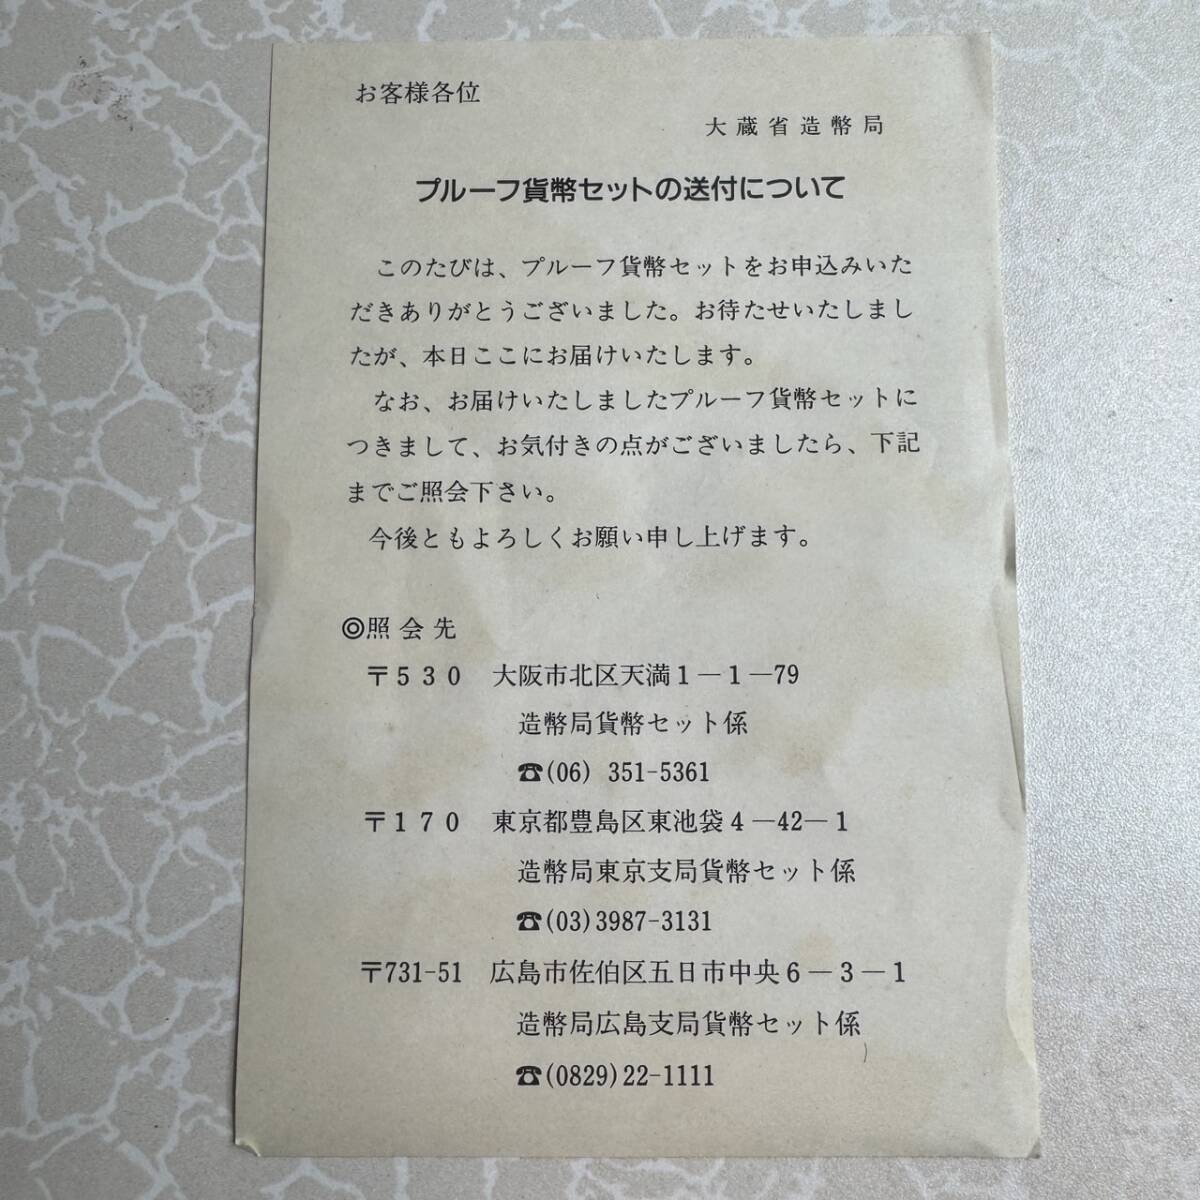 お客様各位
大蔵省造幣局
プルーフ貨幣セットの送付について
このたびは、プルーフ貨幣セットをお申込みいた
だきありがとうございました。お待たせいたしまし
たが、本日ここにお届けいたします。
なお、お届けいたしましたプルーフ貨幣セットに
つきまして、お気付きの点がございましたら、下記
までご照会下さい。
今後ともよろしくお願い申し上げます。
◎照会先
〒530 大阪市北区天満1－1－79
造幣局貨幣セット係
☎(06) 351-5361
〒170 東京都豊島区東池袋4－42－1
造幣局東京支局貨幣セット係
☎(03)3987-3131
〒731-51 広島市佐伯区五日市中央6－3－1
造幣局広島支局貨幣セット係
☎(0829)22-1111